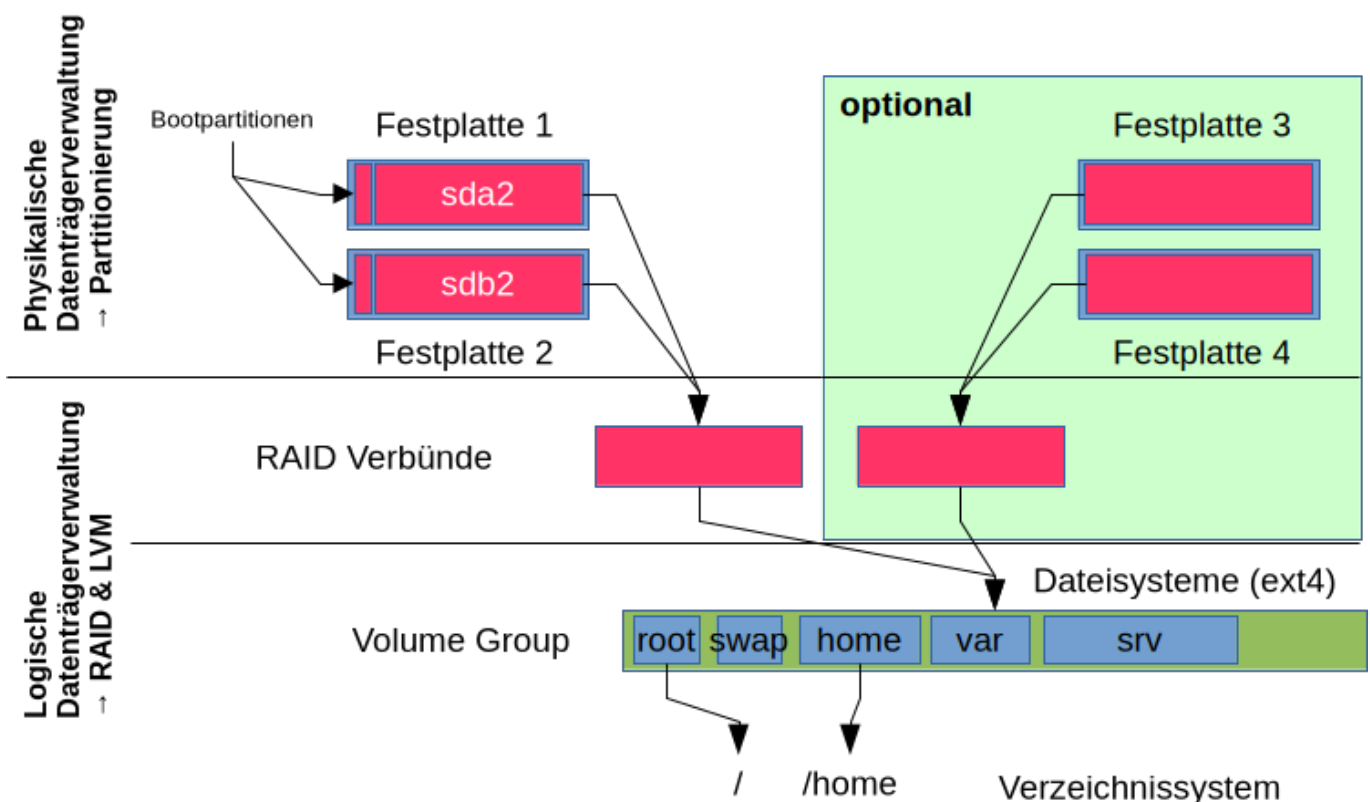 Physikalische
Datenträgerverwaltung
→ Partitionierung
Bootpartitionen
Festplatte 1
sda2
sdb2
Festplatte 2
optional
Festplatte 3
Festplatte 4
Logische
Datenträgerverwaltung
→ RAID & LVM
RAID Verbünde
Dateisysteme (ext4)
Volume Group
root
swap
home
var
srv
/
/home
Verzeichnissystem